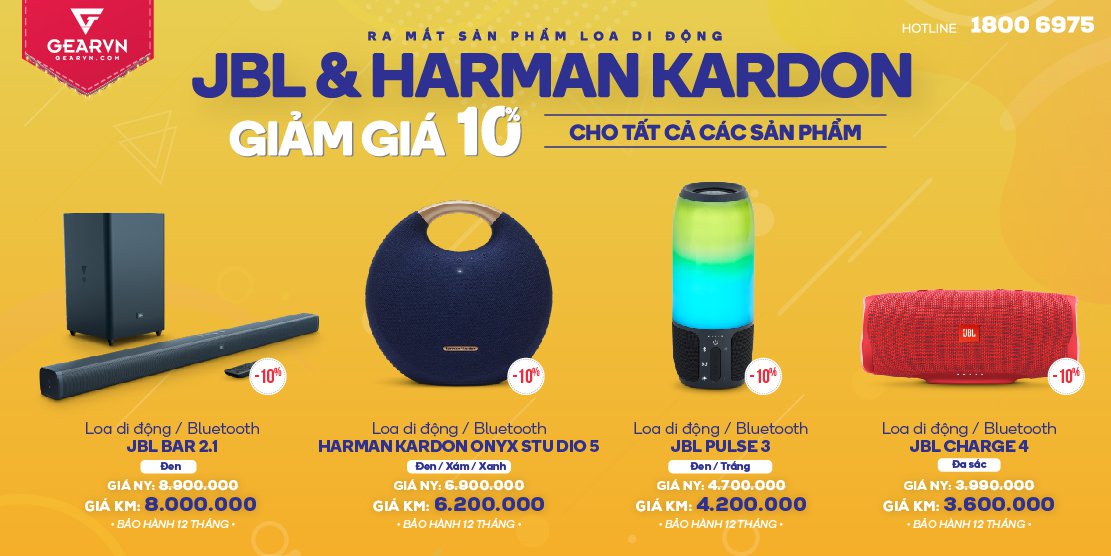 GEARVN
GEARVN.COM
HOTLINE 1800 6975
RA MẮT SẢN PHẨM LOA DI ĐỘNG
JBL & HARMAN KARDON
GIẢM GIÁ 10%
CHO TẤT CẢ CÁC SẢN PHẨM
JBL
-10%
-10%
-10%
-10%
Loa di động / Bluetooth
JBL BAR 2.1
Đen
GIÁ NY: 8.900.000
GIÁ KM: 8.000.000
• BẢO HÀNH 12 THÁNG •
Loa di động / Bluetooth
HARMAN KARDON ONYX STU DIO 5
Đen / Xám / Xanh
GIÁ NY: 6.900.000
GIÁ KM: 6.200.000
• BẢO HÀNH 12 THÁNG •
Loa di động / Bluetooth
JBL PULSE 3
Đen / Trắng
GIÁ NY: 4.700.000
GIÁ KM: 4.200.000
• BẢO HÀNH 12 THÁNG •
Loa di động / Bluetooth
JBL CHARGE 4
Đa sắc
GIÁ NY: 3.990.000
GIÁ KM: 3.600.000
• BẢO HÀNH 12 THÁNG •